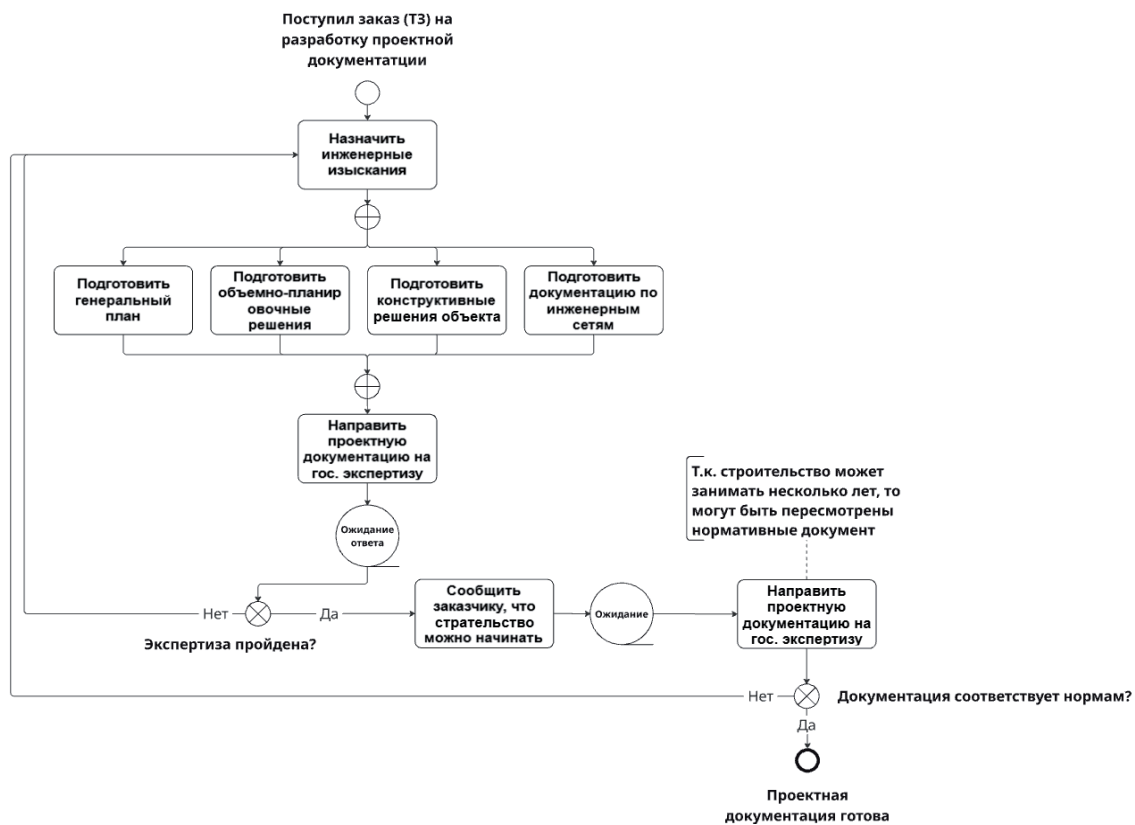 Поступил заказ (ТЗ) на
разработку проектной
документатции
Назначить
инженерные
изыскания
Подготовить
генеральный
план
Подготовить
объемно-планир
овочные
решения
Подготовить
конструктивные
решения объекта
Подготовить
документацию по
инженерным
сетям
Направить
проектную
документацию на
гос. экспертизу
Ожидание
ответа
Т.к. строительство может
занимать несколько лет, то
могут быть пересмотрены
нормативные документ
Нет
Да
Экспертиза пройдена?
Сообщить
заказчику, что
стрательство
можно начинать
Ожидание
Направить
проектную
документацию на
гос. экспертизу
Нет
Документация соответствует нормам?
Да
Проектная
документация готова